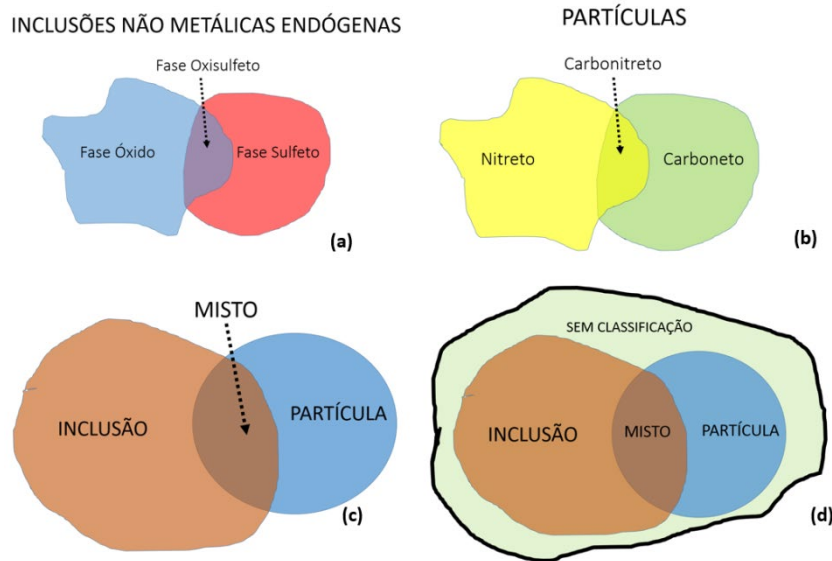 INCLUSÕES NÃO METÁLICAS ENDÓGENAS
Fase Oxisulfeto
Fase Óxido
Fase Sulfeto
(a)
PARTÍCULAS
Carbonitreto
Nitreto
Carboneto
(b)
MISTO
INCLUSÃO
PARTÍCULA
(c)
SEM CLASSIFICAÇÃO
INCLUSÃO
MISTO
PARTÍCULA
(d)